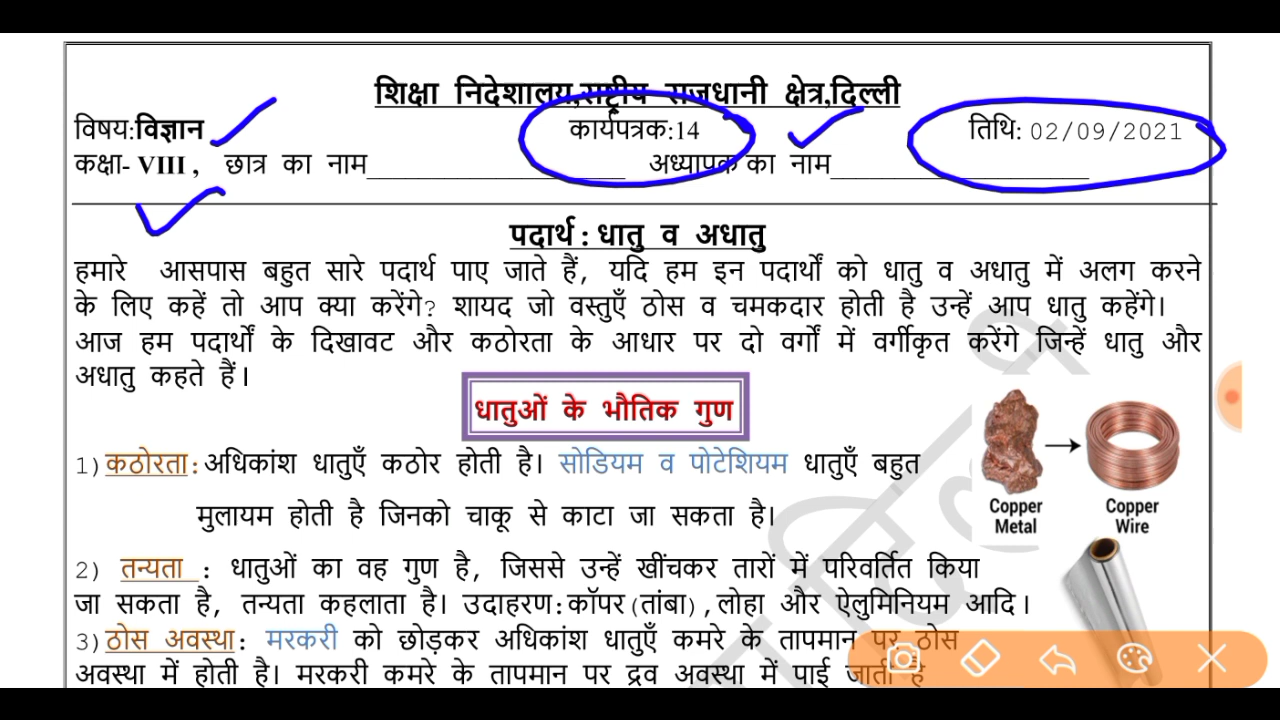 शिक्षा निदेशालय,राष्ट्रीय राजधानी क्षेत्र,दिल्ली
विषय:विज्ञान कार्यपत्रक:14 तिथि: 02/09/2021
कक्षा- VIII , छात्र का नाम____________________ अध्यापक का नाम____________________
पदार्थ : धातु व अधातु
हमारे आसपास बहुत सारे पदार्थ पाए जाते हैं, यदि हम इन पदार्थों को धातु व अधातु में अलग करने
के लिए कहें तो आप क्या करेंगे? शायद जो वस्तुएँ ठोस व चमकदार होती है उन्हें आप धातु कहेंगे।
आज हम पदार्थों के दिखावट और कठोरता के आधार पर दो वर्गों में वर्गीकृत करेंगे जिन्हें धातु और
अधातु कहते हैं।
धातुओं के भौतिक गुण
1) कठोरता: अधिकांश धातुएँ कठोर होती है। सोडियम व पोटेशियम धातुएँ बहुत
मुलायम होती है जिनको चाकू से काटा जा सकता है।
Copper Metal
Copper Wire
2) तन्यता : धातुओं का वह गुण है, जिससे उन्हें खींचकर तारों में परिवर्तित किया
जा सकता है, तन्यता कहलाता है। उदाहरण:कॉपर(तांबा),लोहा और ऐलुमिनियम आदि।
3) ठोस अवस्था: मरकरी को छोड़कर अधिकांश धातुएँ कमरे के तापमान पर ठोस
अवस्था में होती है। मरकरी कमरे के तापमान पर द्रव अवस्था में पाई जाती है